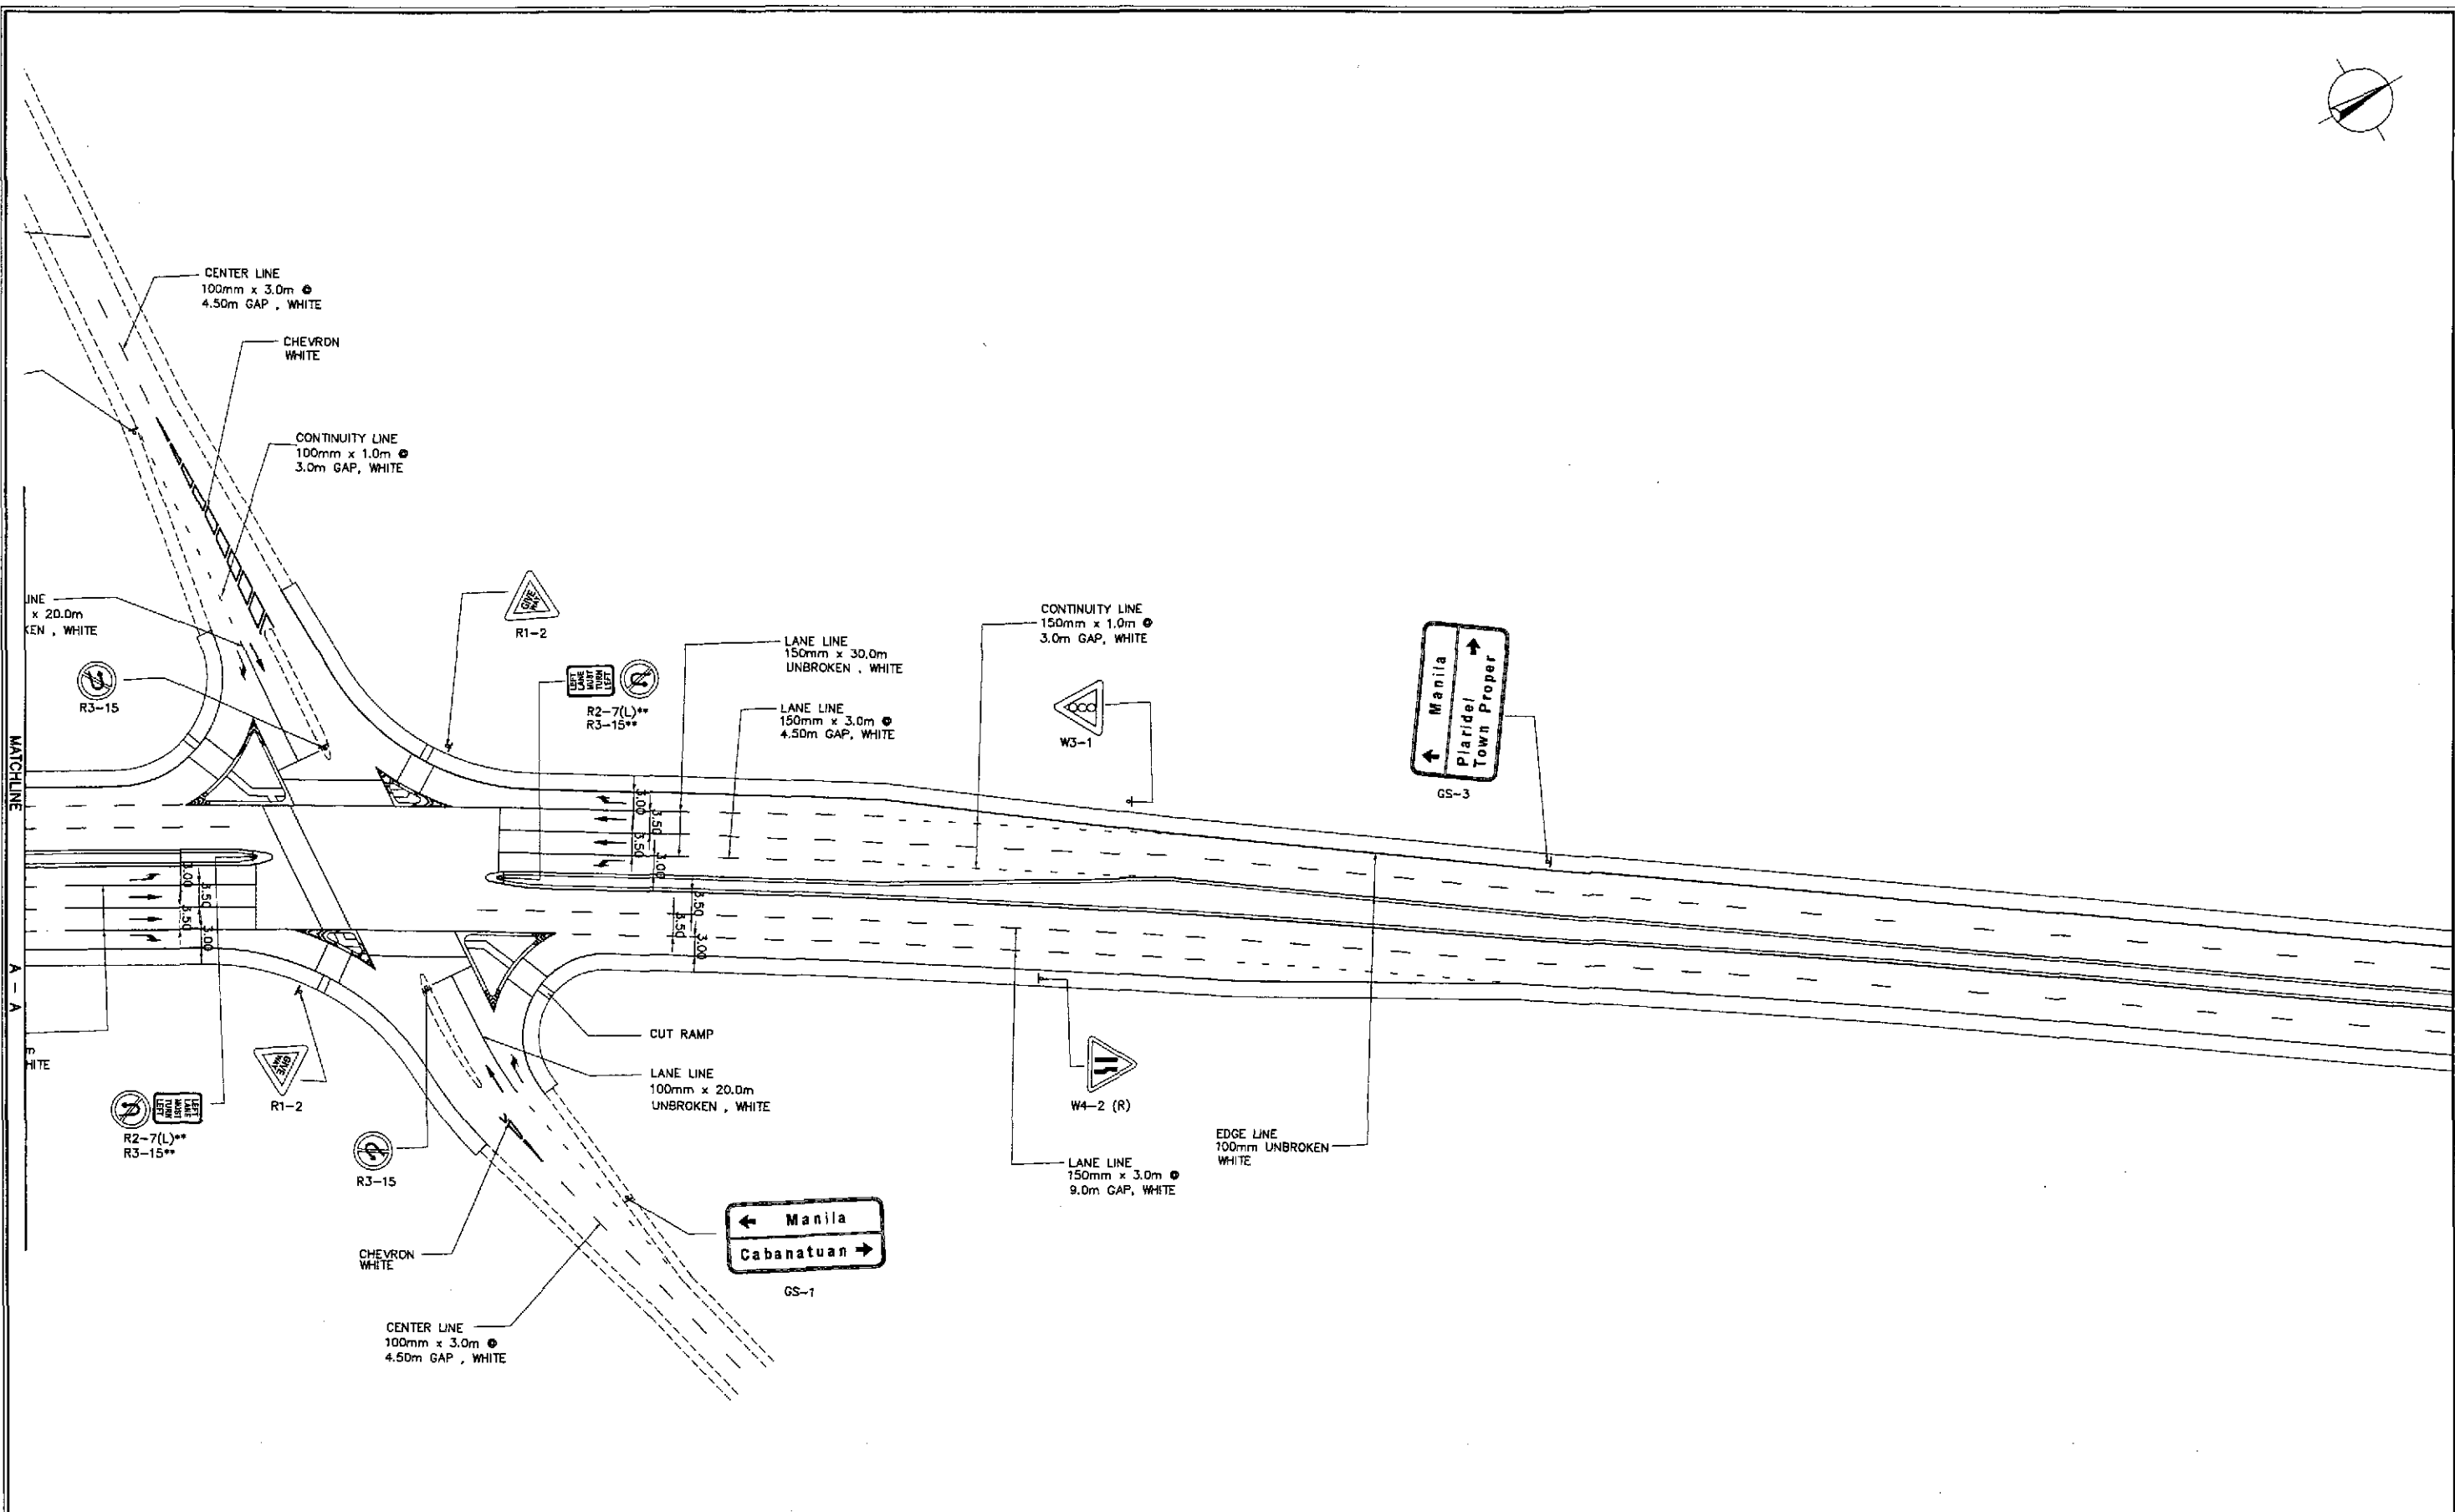 CENTER LINE
100mm x 3.0m @
4.50m GAP , WHITE
CHEVRON
WHITE
CONTINUITY LINE
100mm x 1.0m @
3.0m GAP, WHITE
INE
x 20.0m
KEN , WHITE
R3-15
GIVE
WAY
R1-2
LEFT
LANE
MUST
TURN
LEFT
R2-7(L)**
R3-15**
LANE LINE
150mm x 30.0m
UNBROKEN , WHITE
LANE LINE
150mm x 3.0m @
4.50m GAP, WHITE
CONTINUITY LINE
150mm x 1.0m @
3.0m GAP, WHITE
W3-1
Manila
Plaridel
Town Proper
GS-3
MATCHLINE A - A
3.00
3.50
3.50
3.00
3.00
3.50
3.50
3.00
3.50
3.50
3.00
m
HITE
GIVE
WAY
R1-2
LEFT
LANE
MUST
TURN
LEFT
R2-7(L)**
R3-15**
R3-15
CUT RAMP
LANE LINE
100mm x 20.0m
UNBROKEN , WHITE
W4-2 (R)
LANE LINE
150mm x 3.0m @
9.0m GAP, WHITE
EDGE LINE
100mm UNBROKEN
WHITE
CHEVRON
WHITE
Manila
Cabanatuan
GS-1
CENTER LINE
100mm x 3.0m @
4.50m GAP , WHITE